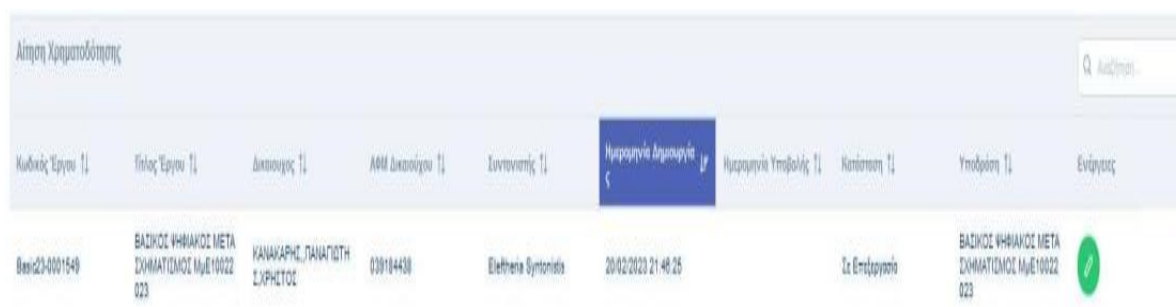 Αίτηση Χρηματοδότησης
Αναζήτηση...
Κωδικός Έργου Τίτλος Έργου Δικαιούχος ΑΦΜ Δικαιούχου Συντονιστής Ημερομηνία Δημιουργία Ημερομηνία Υποβολής Κατάσταση Υποδράση Ενέργειες
ς
ΒΑΣΙΚΟΣ ΨΗΦΙΑΚΟΣ ΜΕΤΑ ΚΑΝΑΚΑΡΗΣ_ΠΑΝΑΓΙΩΤΗ ΒΑΣΙΚΟΣ ΨΗΦΙΑΚΟΣ ΜΕΤΑ
Basic23-0001549 ΣΧΗΜΑΤΙΣΜΟΣ ΜμΕ10022 Σ.ΧΡΗΣΤΟΣ 039184438 Eleftheria Syntonistis 20/02/2023 21:46:25 Σε Επεξεργασία ΣΧΗΜΑΤΙΣΜΟΣ ΜμΕ10022
023 023